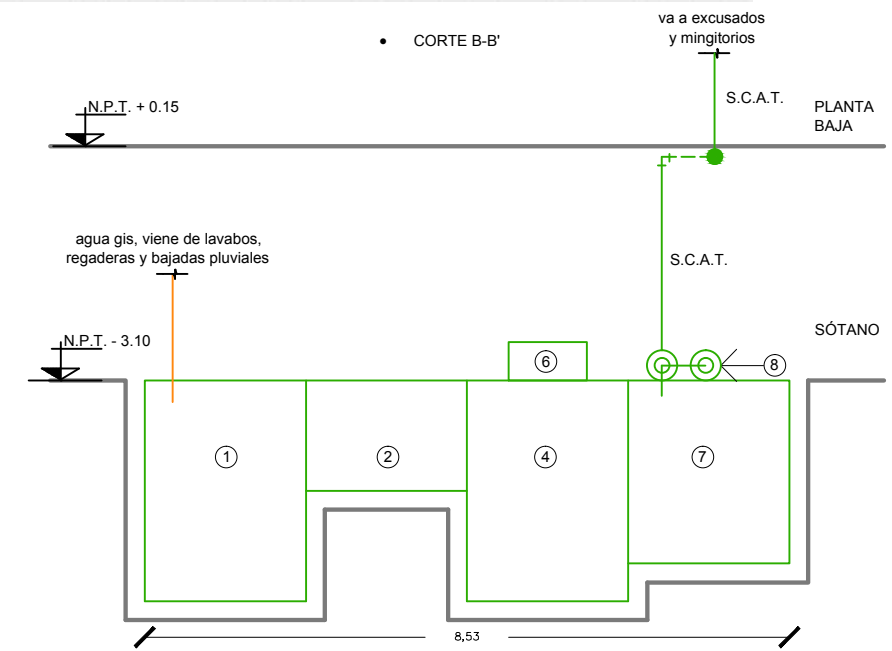 va a excusados
y mingitorios
• CORTE B-B'
S.C.A.T.
N.P.T. + 0.15
PLANTA
BAJA
agua gis, viene de lavabos,
regaderas y bajadas pluviales
S.C.A.T.
N.P.T. - 3.10
SÓTANO
6
8
1
2
4
7
8,53